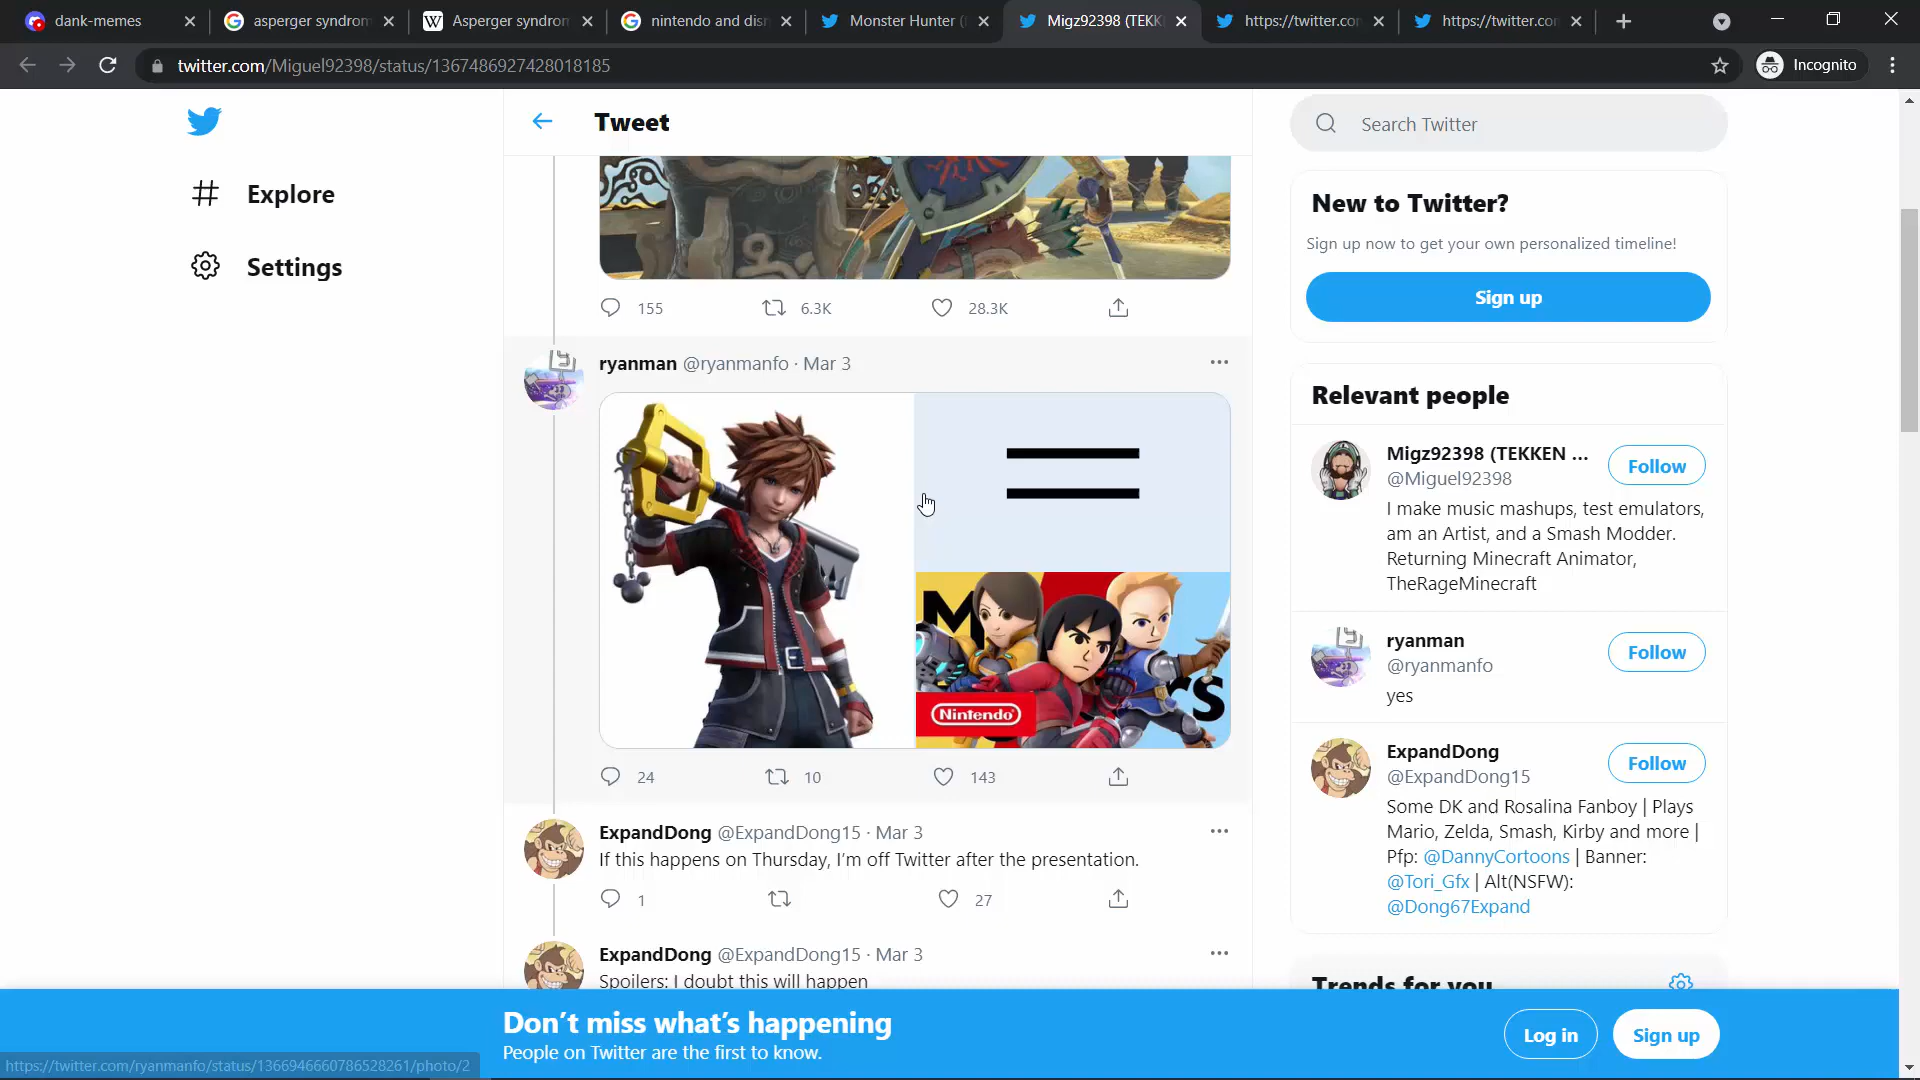 dank-memes
asperger syndrom
Asperger syndrom
nintendo and dis
Monster Hunter (
Migz92398 (TEKK
https://twitter.co
https://twitter.co
twitter.com/Miguel92398/status/1367486927428018185
Incognito
Explore
Settings
Tweet
155
6.3K
28.3K
ryanman @ryanmanfo · Mar 3
M
Nintendo
24
10
143
ExpandDong @ExpandDong15 · Mar 3
If this happens on Thursday, I'm off Twitter after the presentation.
1
27
ExpandDong @ExpandDong15 · Mar 3
Spoilers: I doubt this will happen
Search Twitter
New to Twitter?
Sign up now to get your own personalized timeline!
Sign up
Relevant people
Migz92398 (TEKKEN ...
@Miguel92398
Follow
I make music mashups, test emulators,
am an Artist, and a Smash Modder.
Returning Minecraft Animator,
TheRageMinecraft
ryanman
@ryanmanfo
Follow
yes
ExpandDong
@ExpandDong15
Follow
Some DK and Rosalina Fanboy | Plays
Mario, Zelda, Smash, Kirby and more |
Pfp: @DannyCortoons | Banner:
@Tori_Gfx | Alt(NSFW):
@Dong67Expand
Trends for you
Don't miss what's happening
People on Twitter are the first to know.
Log in
Sign up
https://twitter.com/ryanmanfo/status/1366946660786528261/photo/2